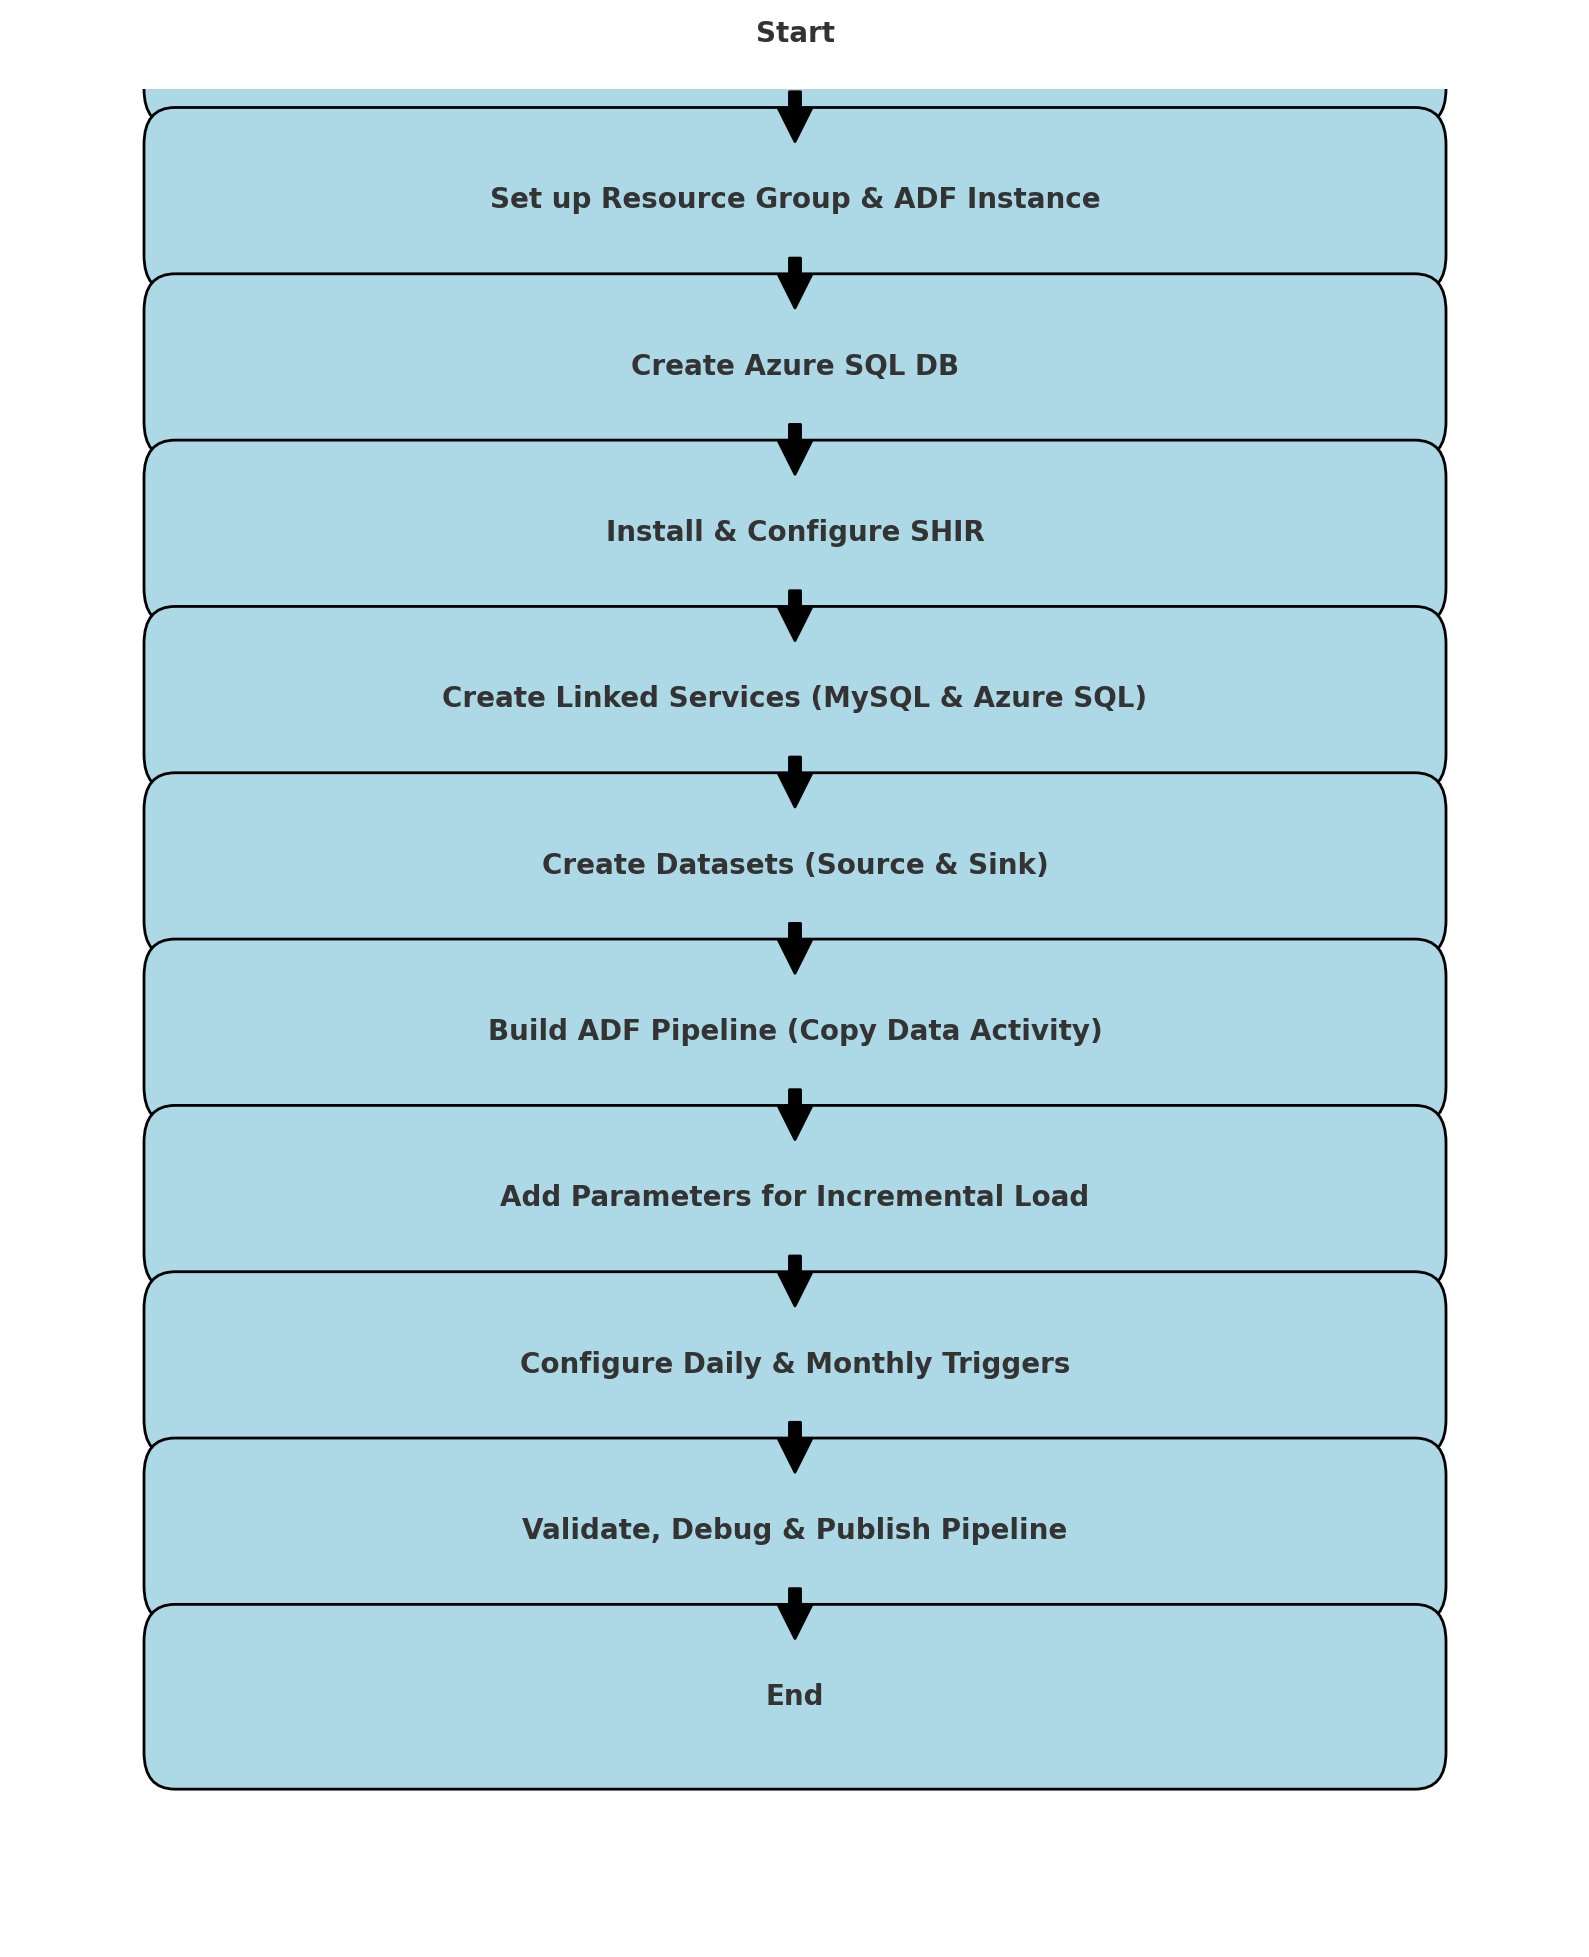 Start
Set up Resource Group & ADF Instance
Create Azure SQL DB
Install & Configure SHIR
Create Linked Services (MySQL & Azure SQL)
Create Datasets (Source & Sink)
Build ADF Pipeline (Copy Data Activity)
Add Parameters for Incremental Load
Configure Daily & Monthly Triggers
Validate, Debug & Publish Pipeline
End